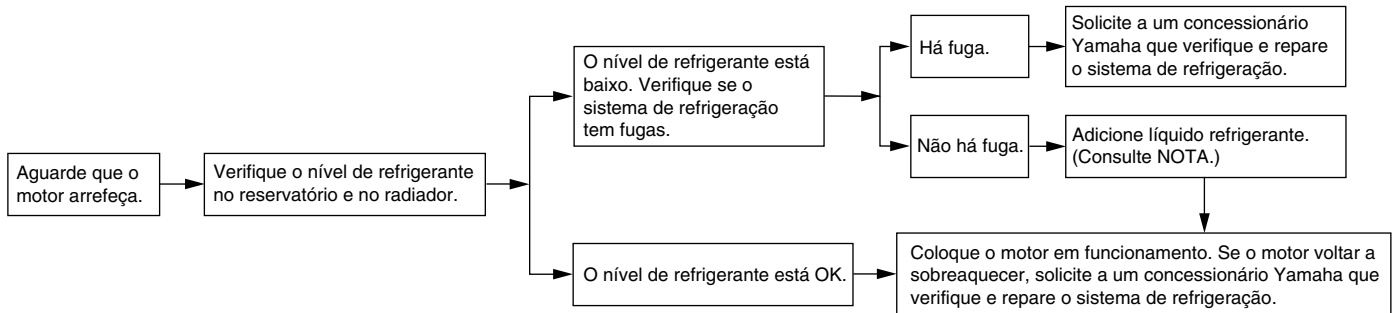 Aguarde que o
motor arrefeça.
Verifique o nível de refrigerante
no reservatório e no radiador.
O nível de refrigerante está
baixo. Verifique se o
sistema de refrigeração
tem fugas.
Há fuga.
Solicite a um concessionário
Yamaha que verifique e repare
o sistema de refrigeração.
Não há fuga.
Adicione líquido refrigerante.
(Consulte NOTA.)
O nível de refrigerante está OK.
Coloque o motor em funcionamento. Se o motor voltar a
sobreaquecer, solicite a um concessionário Yamaha que
verifique e repare o sistema de refrigeração.